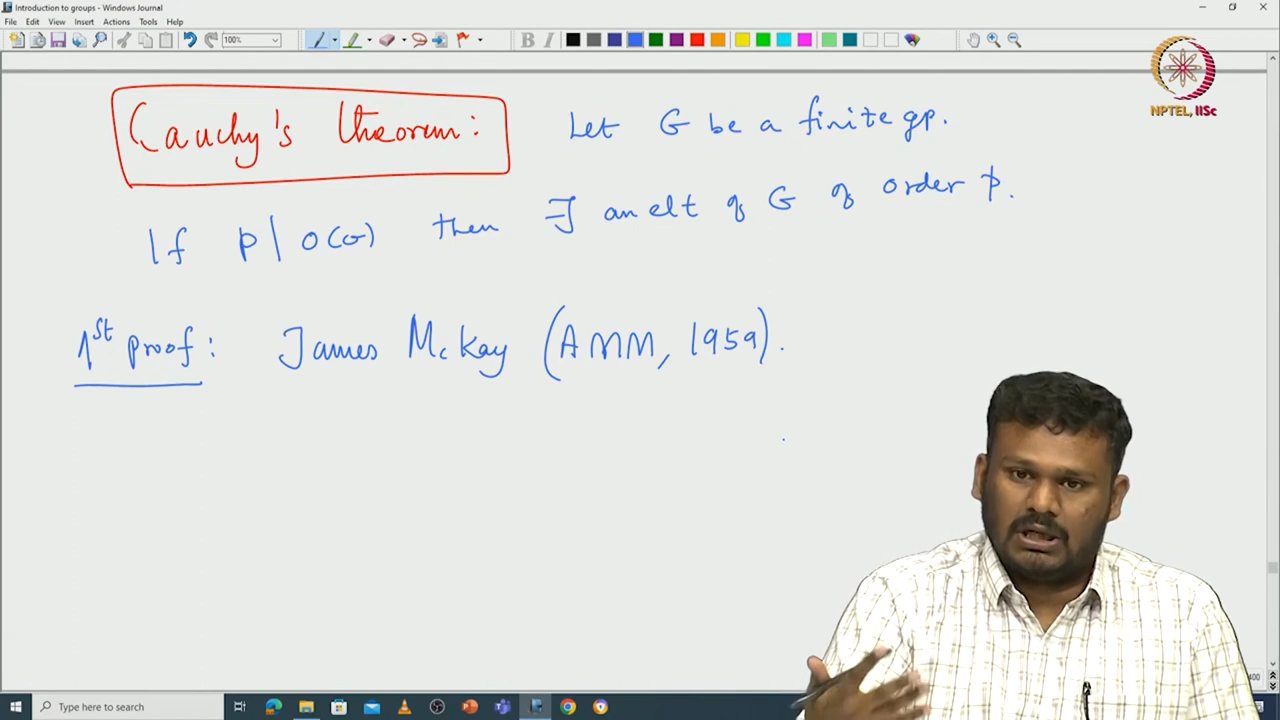 Introduction to groups - Windows Journal
File Edit View Insert Actions Tools Help
100%
B I
NPTEL, IISc
Cauchy's theorem: Let G be a finite gp.
If p | o(G) then ∃ an elt of G of order p.
1st proof: James McKay (AMM, 1959).
Type here to search